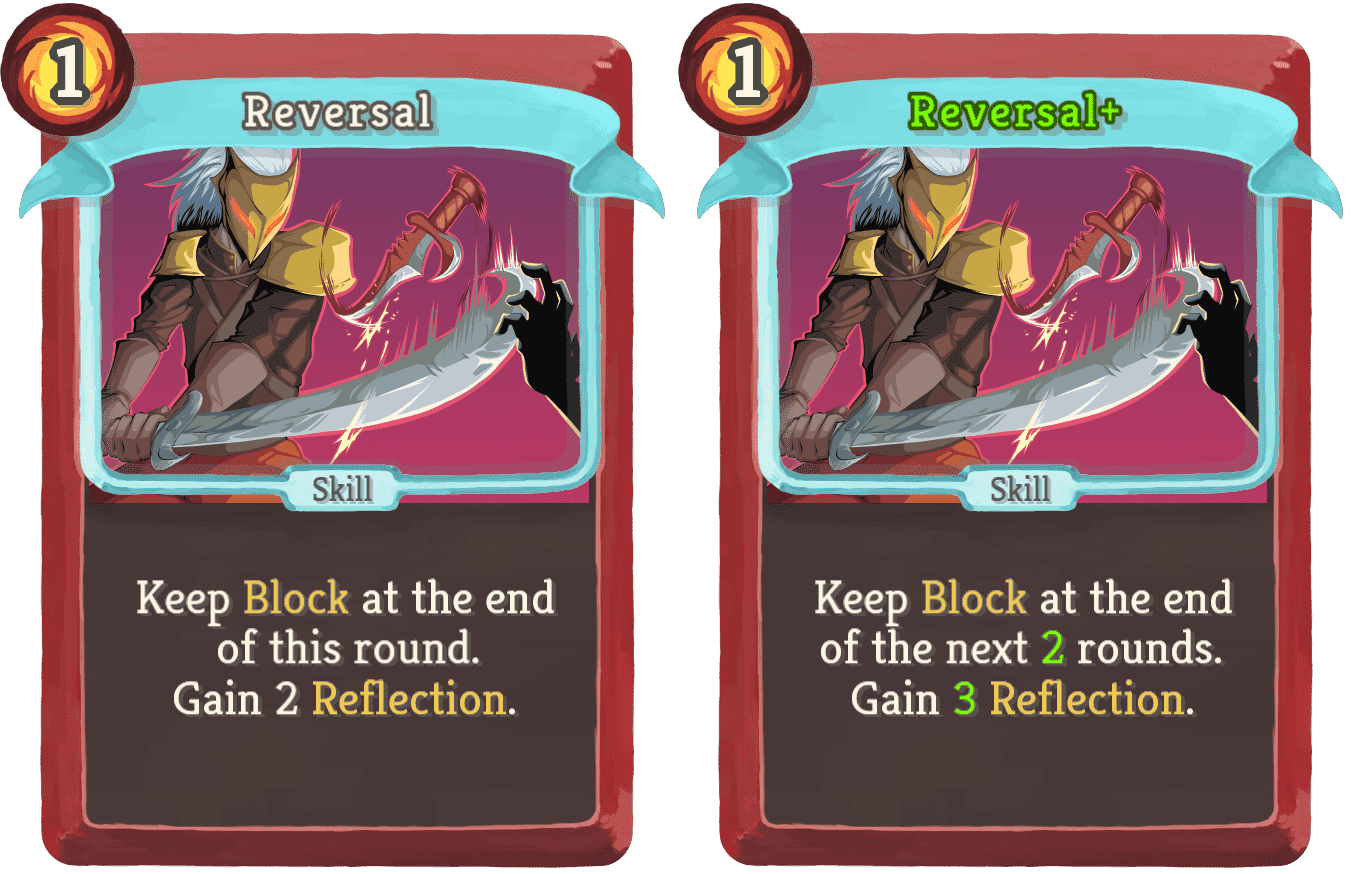 1
Reversal
Skill
Keep Block at the end
of this round.
Gain 2 Reflection.
1
Reversal+
Skill
Keep Block at the end
of the next 2 rounds.
Gain 3 Reflection.